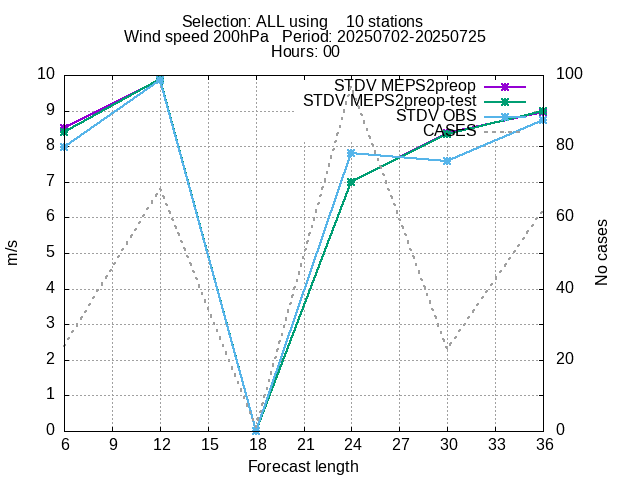 Selection: ALL using    10 stations
Wind speed 200hPa   Period: 20250702-20250725
Hours: 00
STDV MEPS2preop
STDV MEPS2preop-test
STDV OBS
CASES
10
9
8
7
6
5
4
3
2
1
0
m/s
100
80
60
40
20
0
No cases
6 9 12 15 18 21 24 27 30 33 36
Forecast length